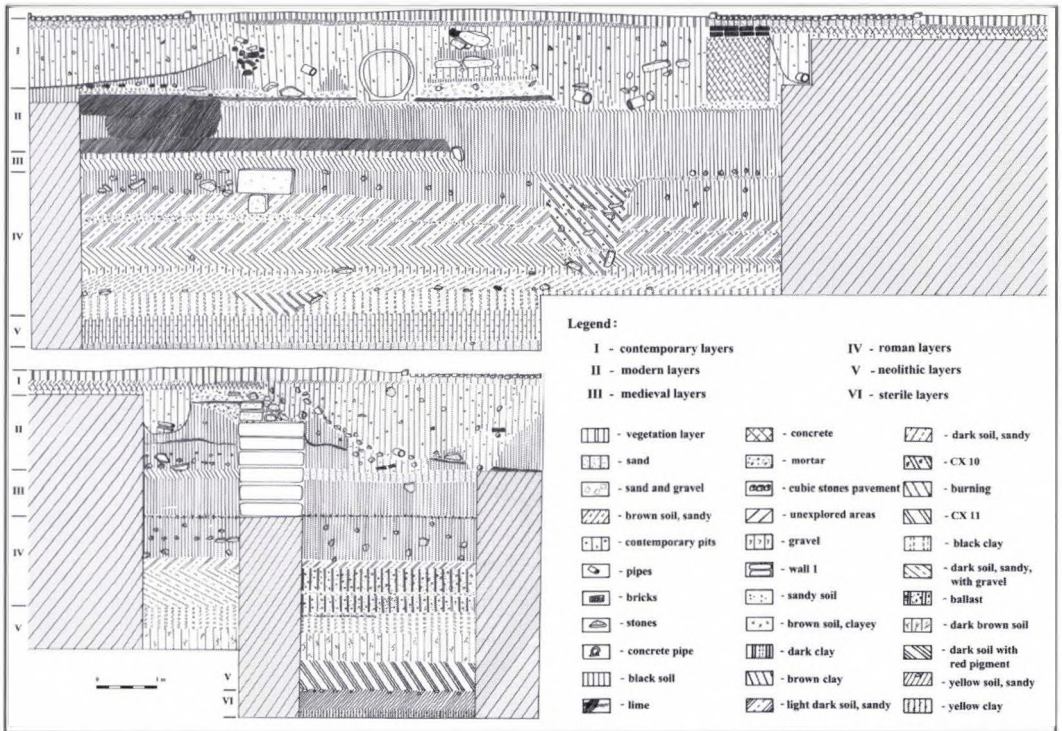 I
II
III
IV
V
I
II
III
IV
V
V
VI
0 1 m
Legend:
I - contemporary layers
II - modern layers
III - medieval layers
IV - roman layers
V - neolithic layers
VI - sterile layers
- vegetation layer
- sand
- sand and gravel
- brown soil, sandy
- contemporary pits
- pipes
- bricks
- stones
- concrete pipe
- black soil
- lime
- concrete
- mortar
- cubic stones pavement
- unexplored areas
- gravel
- wall 1
- sandy soil
- brown soil, clayey
- dark clay
- brown clay
- light dark soil, sandy
- dark soil, sandy
- CX 10
- burning
- CX 11
- black clay
- dark soil, sandy,
with gravel
- ballast
- dark brown soil
- dark soil with
red pigment
- yellow soil, sandy
- yellow clay